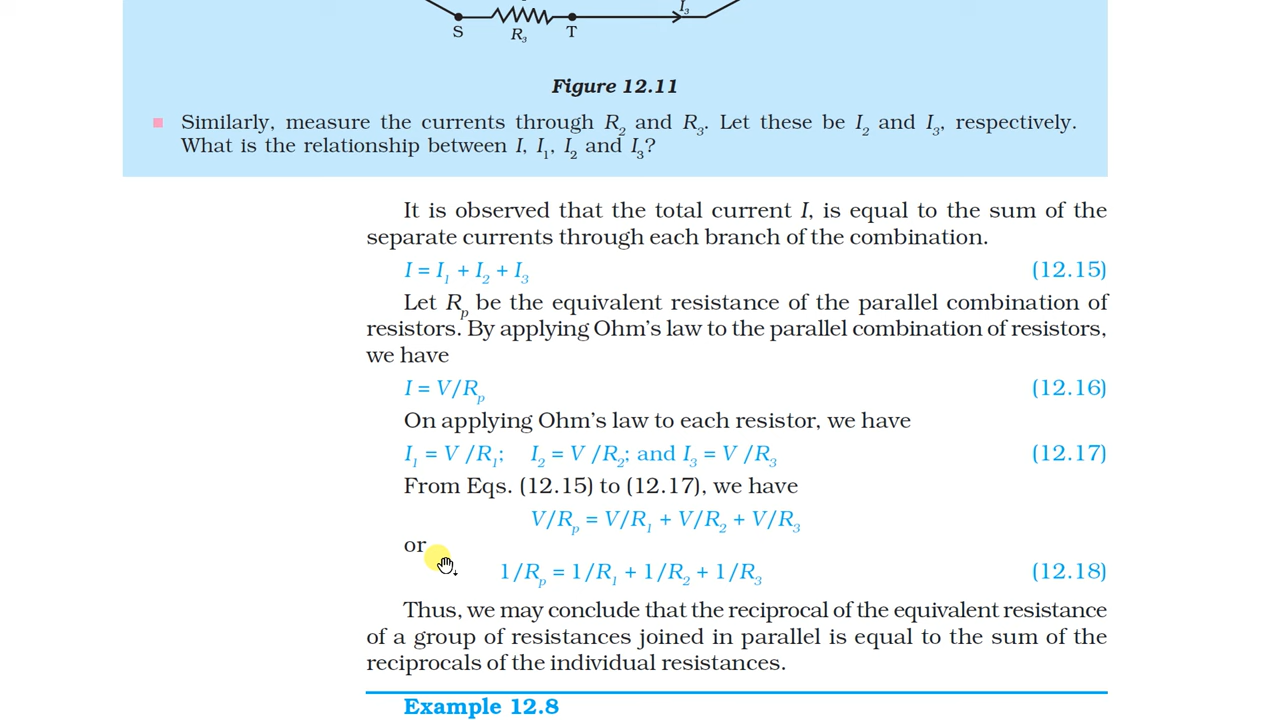 I₃
S R₃ T
Figure 12.11
Similarly, measure the currents through R₂ and R₃. Let these be I₂ and I₃, respectively.
What is the relationship between I, I₁, I₂ and I₃?
It is observed that the total current I, is equal to the sum of the
separate currents through each branch of the combination.
I = I₁ + I₂ + I₃ (12.15)
Let Rₚ be the equivalent resistance of the parallel combination of
resistors. By applying Ohm's law to the parallel combination of resistors,
we have
I = V/Rₚ (12.16)
On applying Ohm's law to each resistor, we have
I₁ = V /R₁; I₂ = V /R₂; and I₃ = V /R₃ (12.17)
From Eqs. (12.15) to (12.17), we have
V/Rₚ = V/R₁ + V/R₂ + V/R₃
or
1/Rₚ = 1/R₁ + 1/R₂ + 1/R₃ (12.18)
Thus, we may conclude that the reciprocal of the equivalent resistance
of a group of resistances joined in parallel is equal to the sum of the
reciprocals of the individual resistances.
Example 12.8